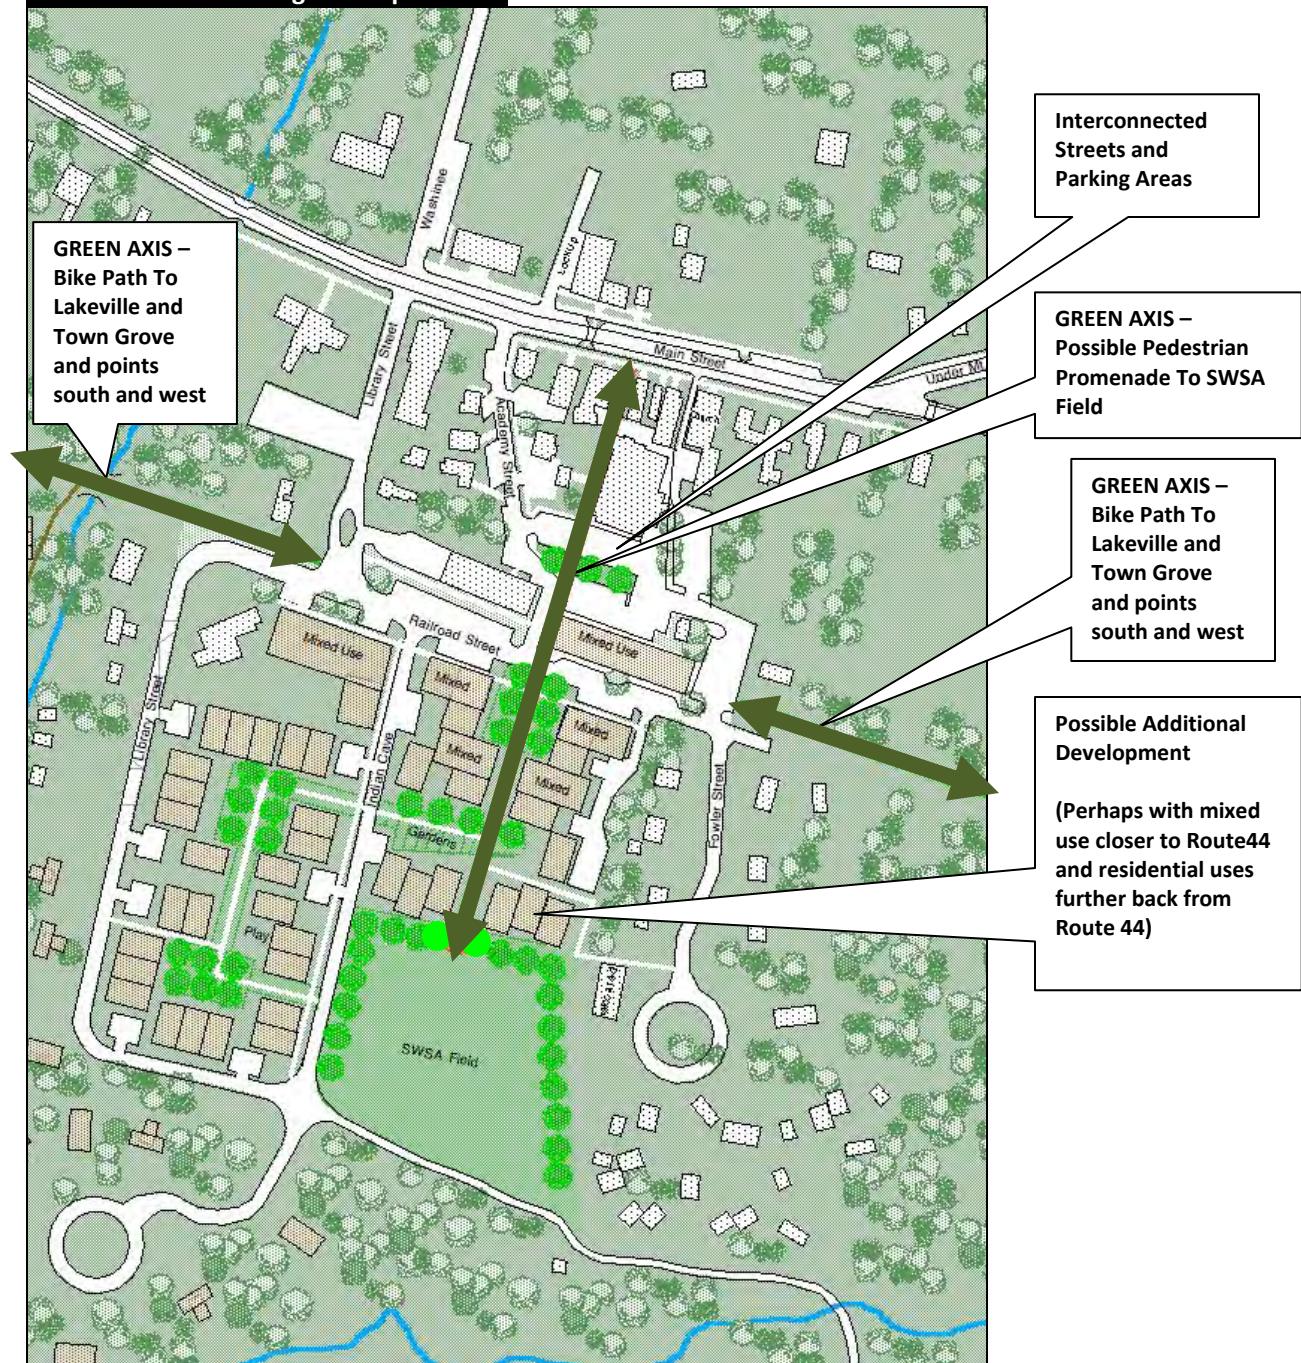 Interconnected
Streets and
Parking Areas
GREEN AXIS –
Bike Path To
Lakeville and
Town Grove
and points
south and west
GREEN AXIS –
Possible Pedestrian
Promenade To SWSA
Field
GREEN AXIS –
Bike Path To
Lakeville and
Town Grove
and points
south and west
Possible Additional
Development
(Perhaps with mixed
use closer to Route44
and residential uses
further back from
Route 44)
Washinee
Lockup
Main Street
Under Mt
Library Street
Academy Street
Railroad Street
Mixed Use
Mixed Use
Mixed
Mixed
Mixed
Mixed
Library Street
Indian Cave
Gardens
Fowler Street
Play
SWSA Field